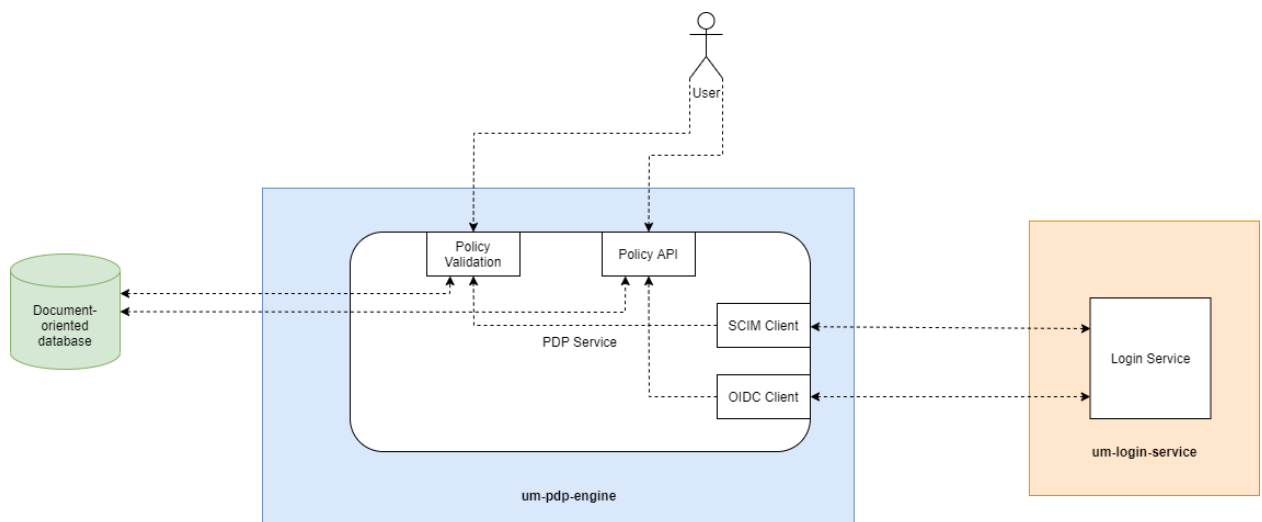 User
Policy
Validation
Policy API
Document-
oriented
database
SCIM Client
PDP Service
Login Service
OIDC Client
um-login-service
um-pdp-engine